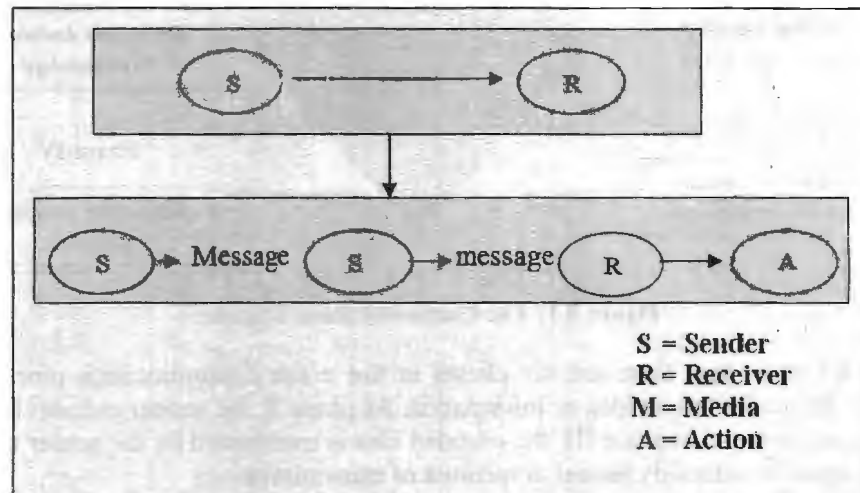 S R
S Message S message R A
S = Sender
R = Receiver
M = Media
A = Action